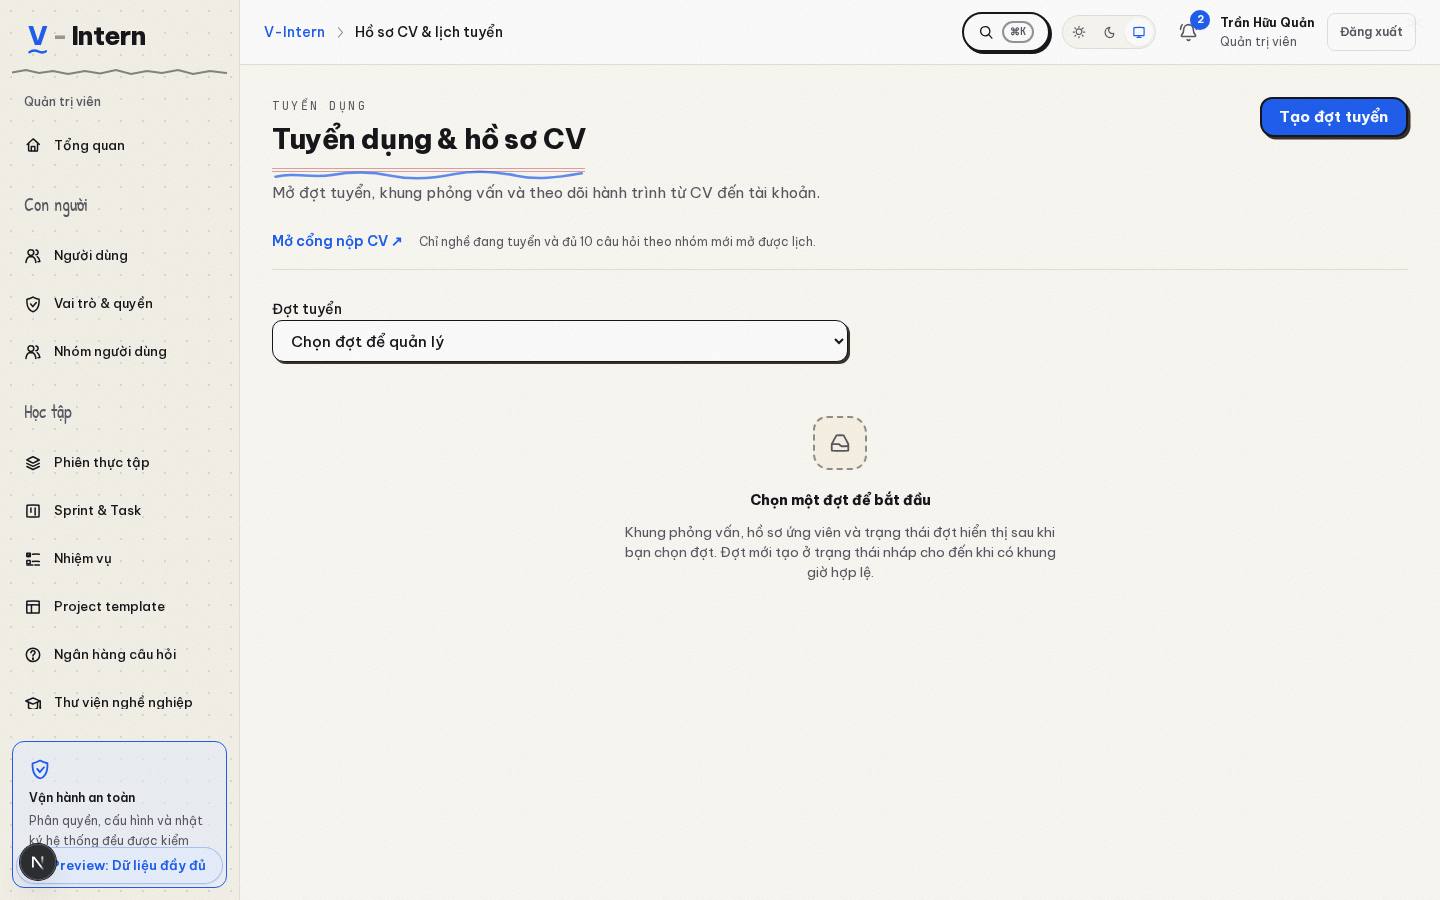 V - Intern
Quản trị viên
Tổng quan
Con người
Người dùng
Vai trò & quyền
Nhóm người dùng
Học tập
Phiên thực tập
Sprint & Task
Nhiệm vụ
Project template
Ngân hàng câu hỏi
Thư viện nghề nghiệp
Vận hành an toàn
Phân quyền, cấu hình và nhật
ký hệ thống đều được kiểm
Preview: Dữ liệu đầy đủ
N
V-Intern > Hồ sơ CV & lịch tuyển
⌘K
2
Trần Hữu Quản
Quản trị viên
Đăng xuất
TUYỂN DỤNG
Tuyển dụng & hồ sơ CV
Mở đợt tuyển, khung phỏng vấn và theo dõi hành trình từ CV đến tài khoản.
Tạo đợt tuyển
Mở cổng nộp CV ↗ Chỉ nghề đang tuyển và đủ 10 câu hỏi theo nhóm mới mở được lịch.
Đợt tuyển
Chọn đợt để quản lý
Chọn một đợt để bắt đầu
Khung phỏng vấn, hồ sơ ứng viên và trạng thái đợt hiển thị sau khi
bạn chọn đợt. Đợt mới tạo ở trạng thái nháp cho đến khi có khung
giờ hợp lệ.